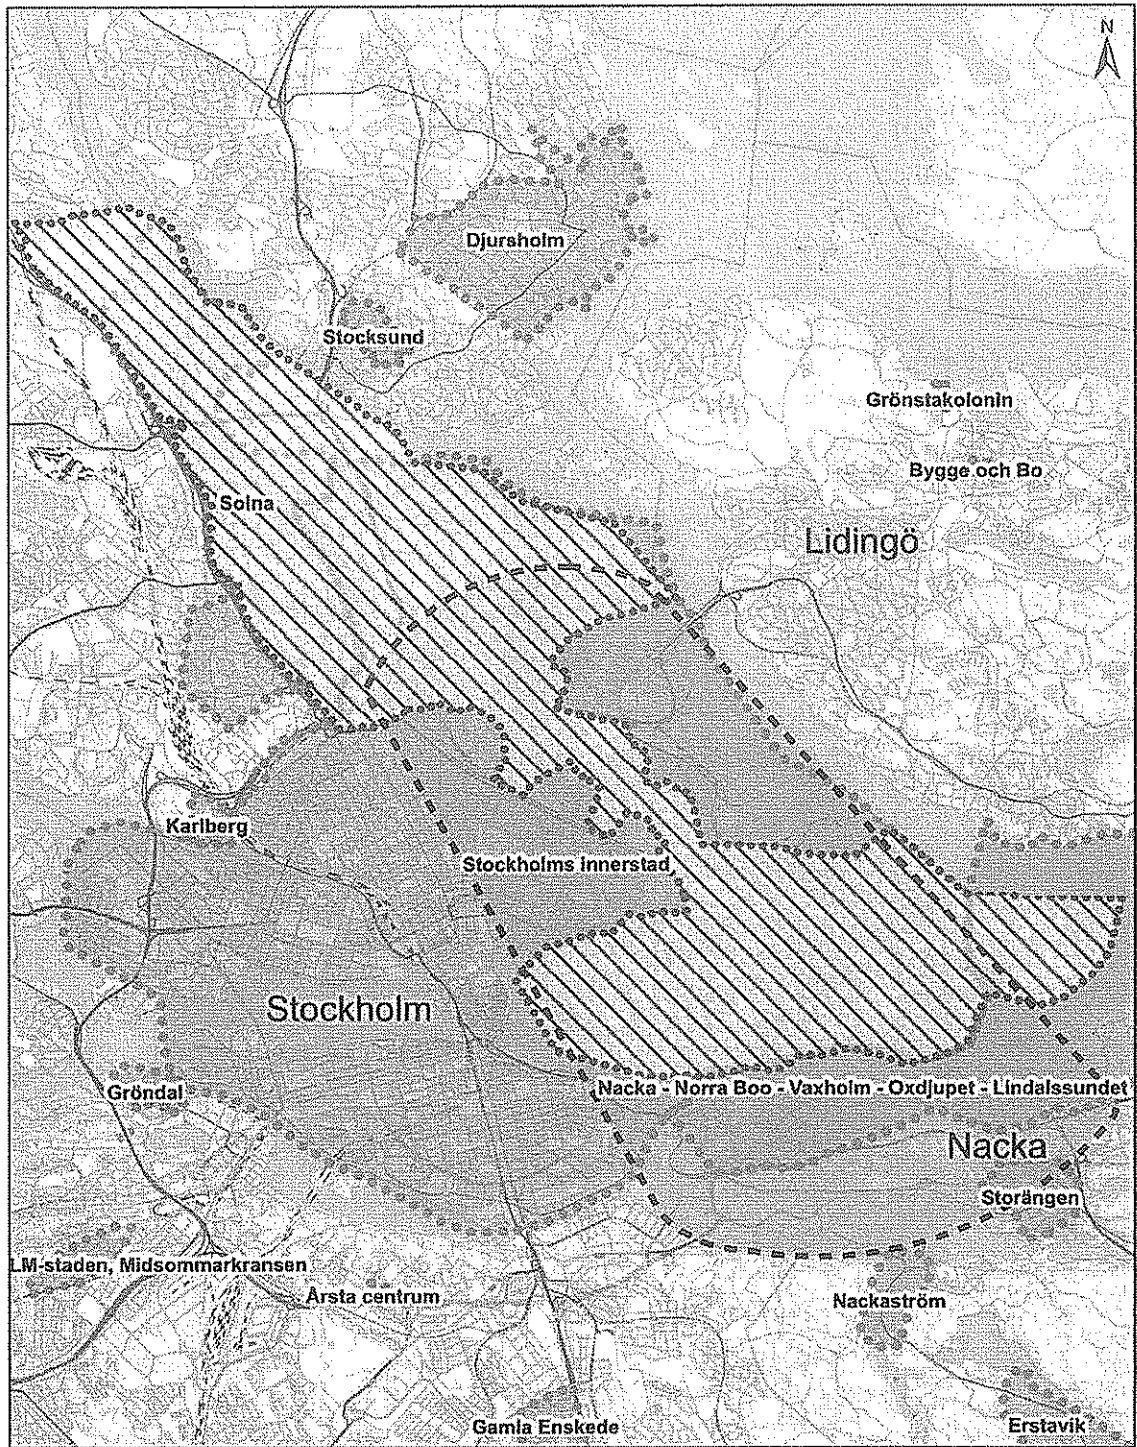 N
Djursholm
Stocksund
Grönstakolonin
Bygge och Bo
Solna
Lidingö
Karlberg
Stockholms innerstad
Stockholm
Nacka - Norra Boo - Vaxholm - Oxdjupet - Lindalssundet
Gröndal
Nacka
Storängen
LM-staden, Midsommarkransen
Årsta centrum
Nackaström
Gamla Enskede
Erstavik